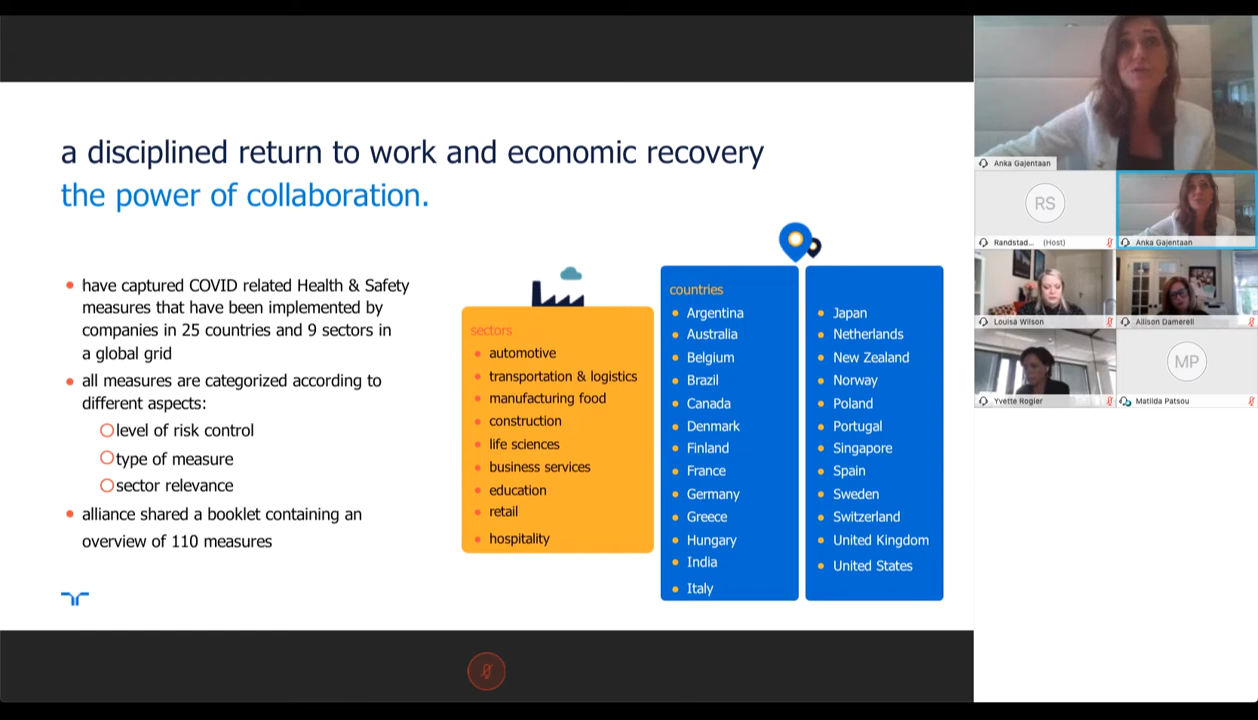 a disciplined return to work and economic recovery
the power of collaboration.
have captured COVID related Health & Safety
measures that have been implemented by
companies in 25 countries and 9 sectors in
a global grid
all measures are categorized according to
different aspects:
level of risk control
type of measure
sector relevance
alliance shared a booklet containing an
overview of 110 measures
sectors
automotive
transportation & logistics
manufacturing food
construction
life sciences
business services
education
retail
hospitality
countries
Argentina
Australia
Belgium
Brazil
Canada
Denmark
Finland
France
Germany
Greece
Hungary
India
Italy
Japan
Netherlands
New Zealand
Norway
Poland
Portugal
Singapore
Spain
Sweden
Switzerland
United Kingdom
United States
Anka Gajentaan
RS
Randstad... (Host)
Anka Gajentaan
Louisa Wilson
Allison Damerell
MP
Yvette Rogier
Matilda Patsou